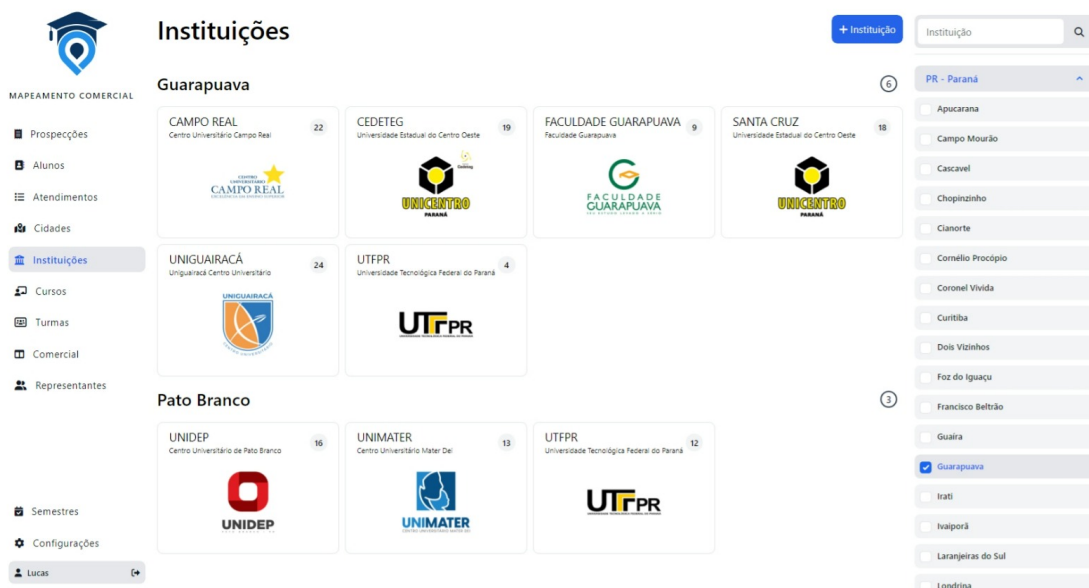 MAPEAMENTO COMERCIAL
Prospecções
Alunos
Atendimentos
Cidades
Instituições
Cursos
Turmas
Comercial
Representantes
Semestres
Configurações
Lucas
Instituições
+ Instituição
Guarapuava
6
CAMPO REAL
Centro Universitário Campo Real
22
CENTRO
UNIVERSITÁRIO
CAMPO REAL
CEDETEG
Universidade Estadual do Centro Oeste
19
UNICENTRO
PARANÁ
FACULDADE GUARAPUAVA
Faculdade Guarapuava
9
FACULDADE
GUARAPUAVA
SANTA CRUZ
Universidade Estadual do Centro Oeste
18
UNICENTRO
PARANÁ
UNIGUAIRACÁ
Uniguairacá Centro Universitário
24
UNIGUAIRACÁ
CENTRO UNIVERSITÁRIO
UTFPR
Universidade Tecnológica Federal do Paraná
4
UTFPR
Pato Branco
3
UNIDEP
Centro Universitário de Pato Branco
16
UNIDEP
UNIMATER
Centro Universitário Mater Dei
13
UNIMATER
UTFPR
Universidade Tecnológica Federal do Paraná
12
UTFPR
Instituição
PR - Paraná
Apucarana
Campo Mourão
Cascavel
Chopinzinho
Cianorte
Cornélio Procópio
Coronel Vivida
Curitiba
Dois Vizinhos
Foz do Iguaçu
Francisco Beltrão
Guaíra
Guarapuava
Irati
Ivaiporã
Laranjeiras do Sul
Londrina